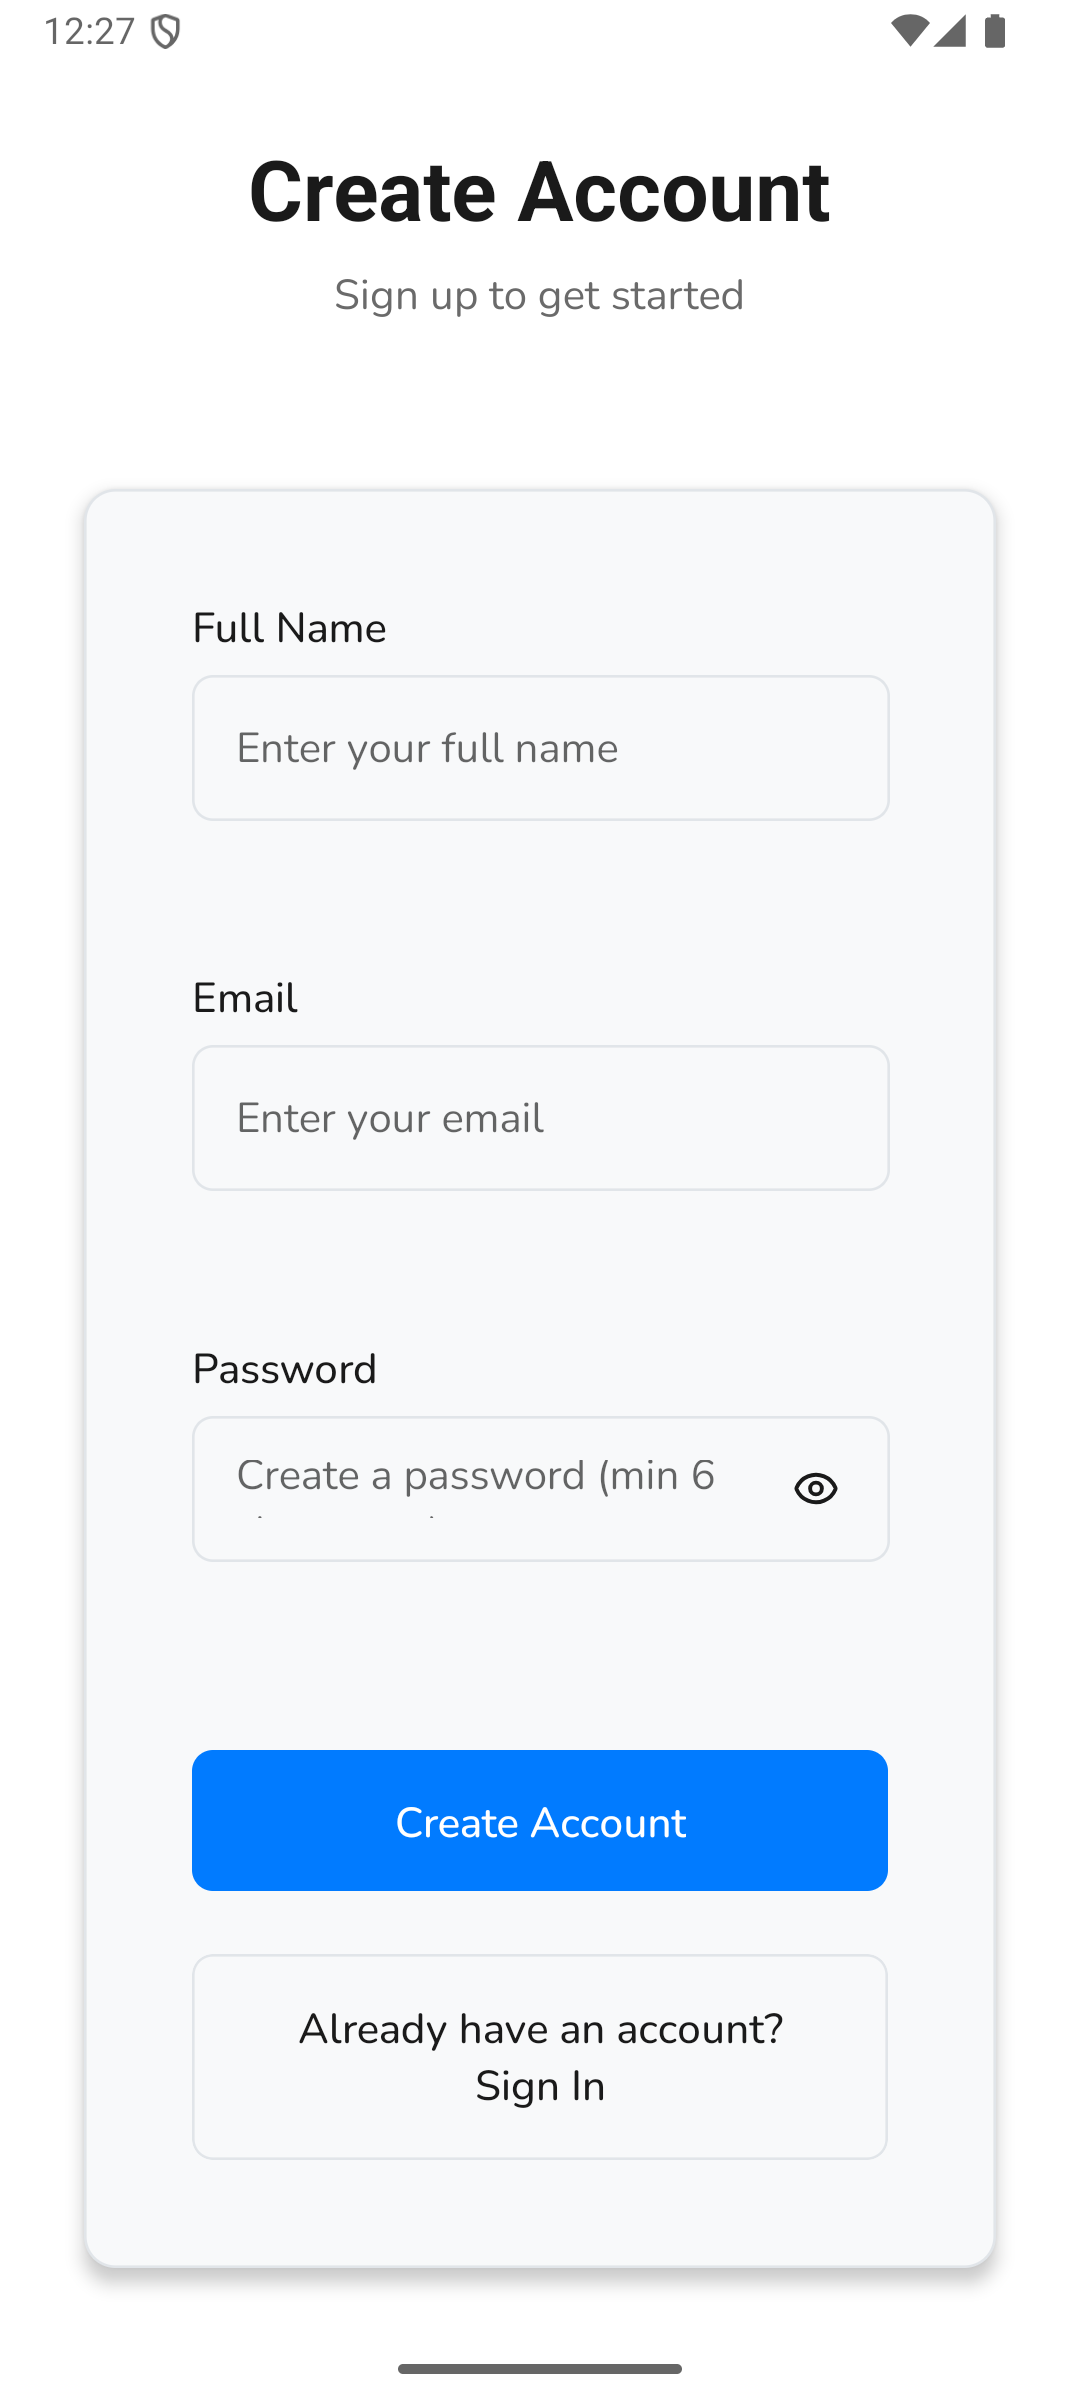 12:27
Create Account
Sign up to get started
Full Name
Enter your full name
Email
Enter your email
Password
Create a password (min 6
Create Account
Already have an account?
Sign In